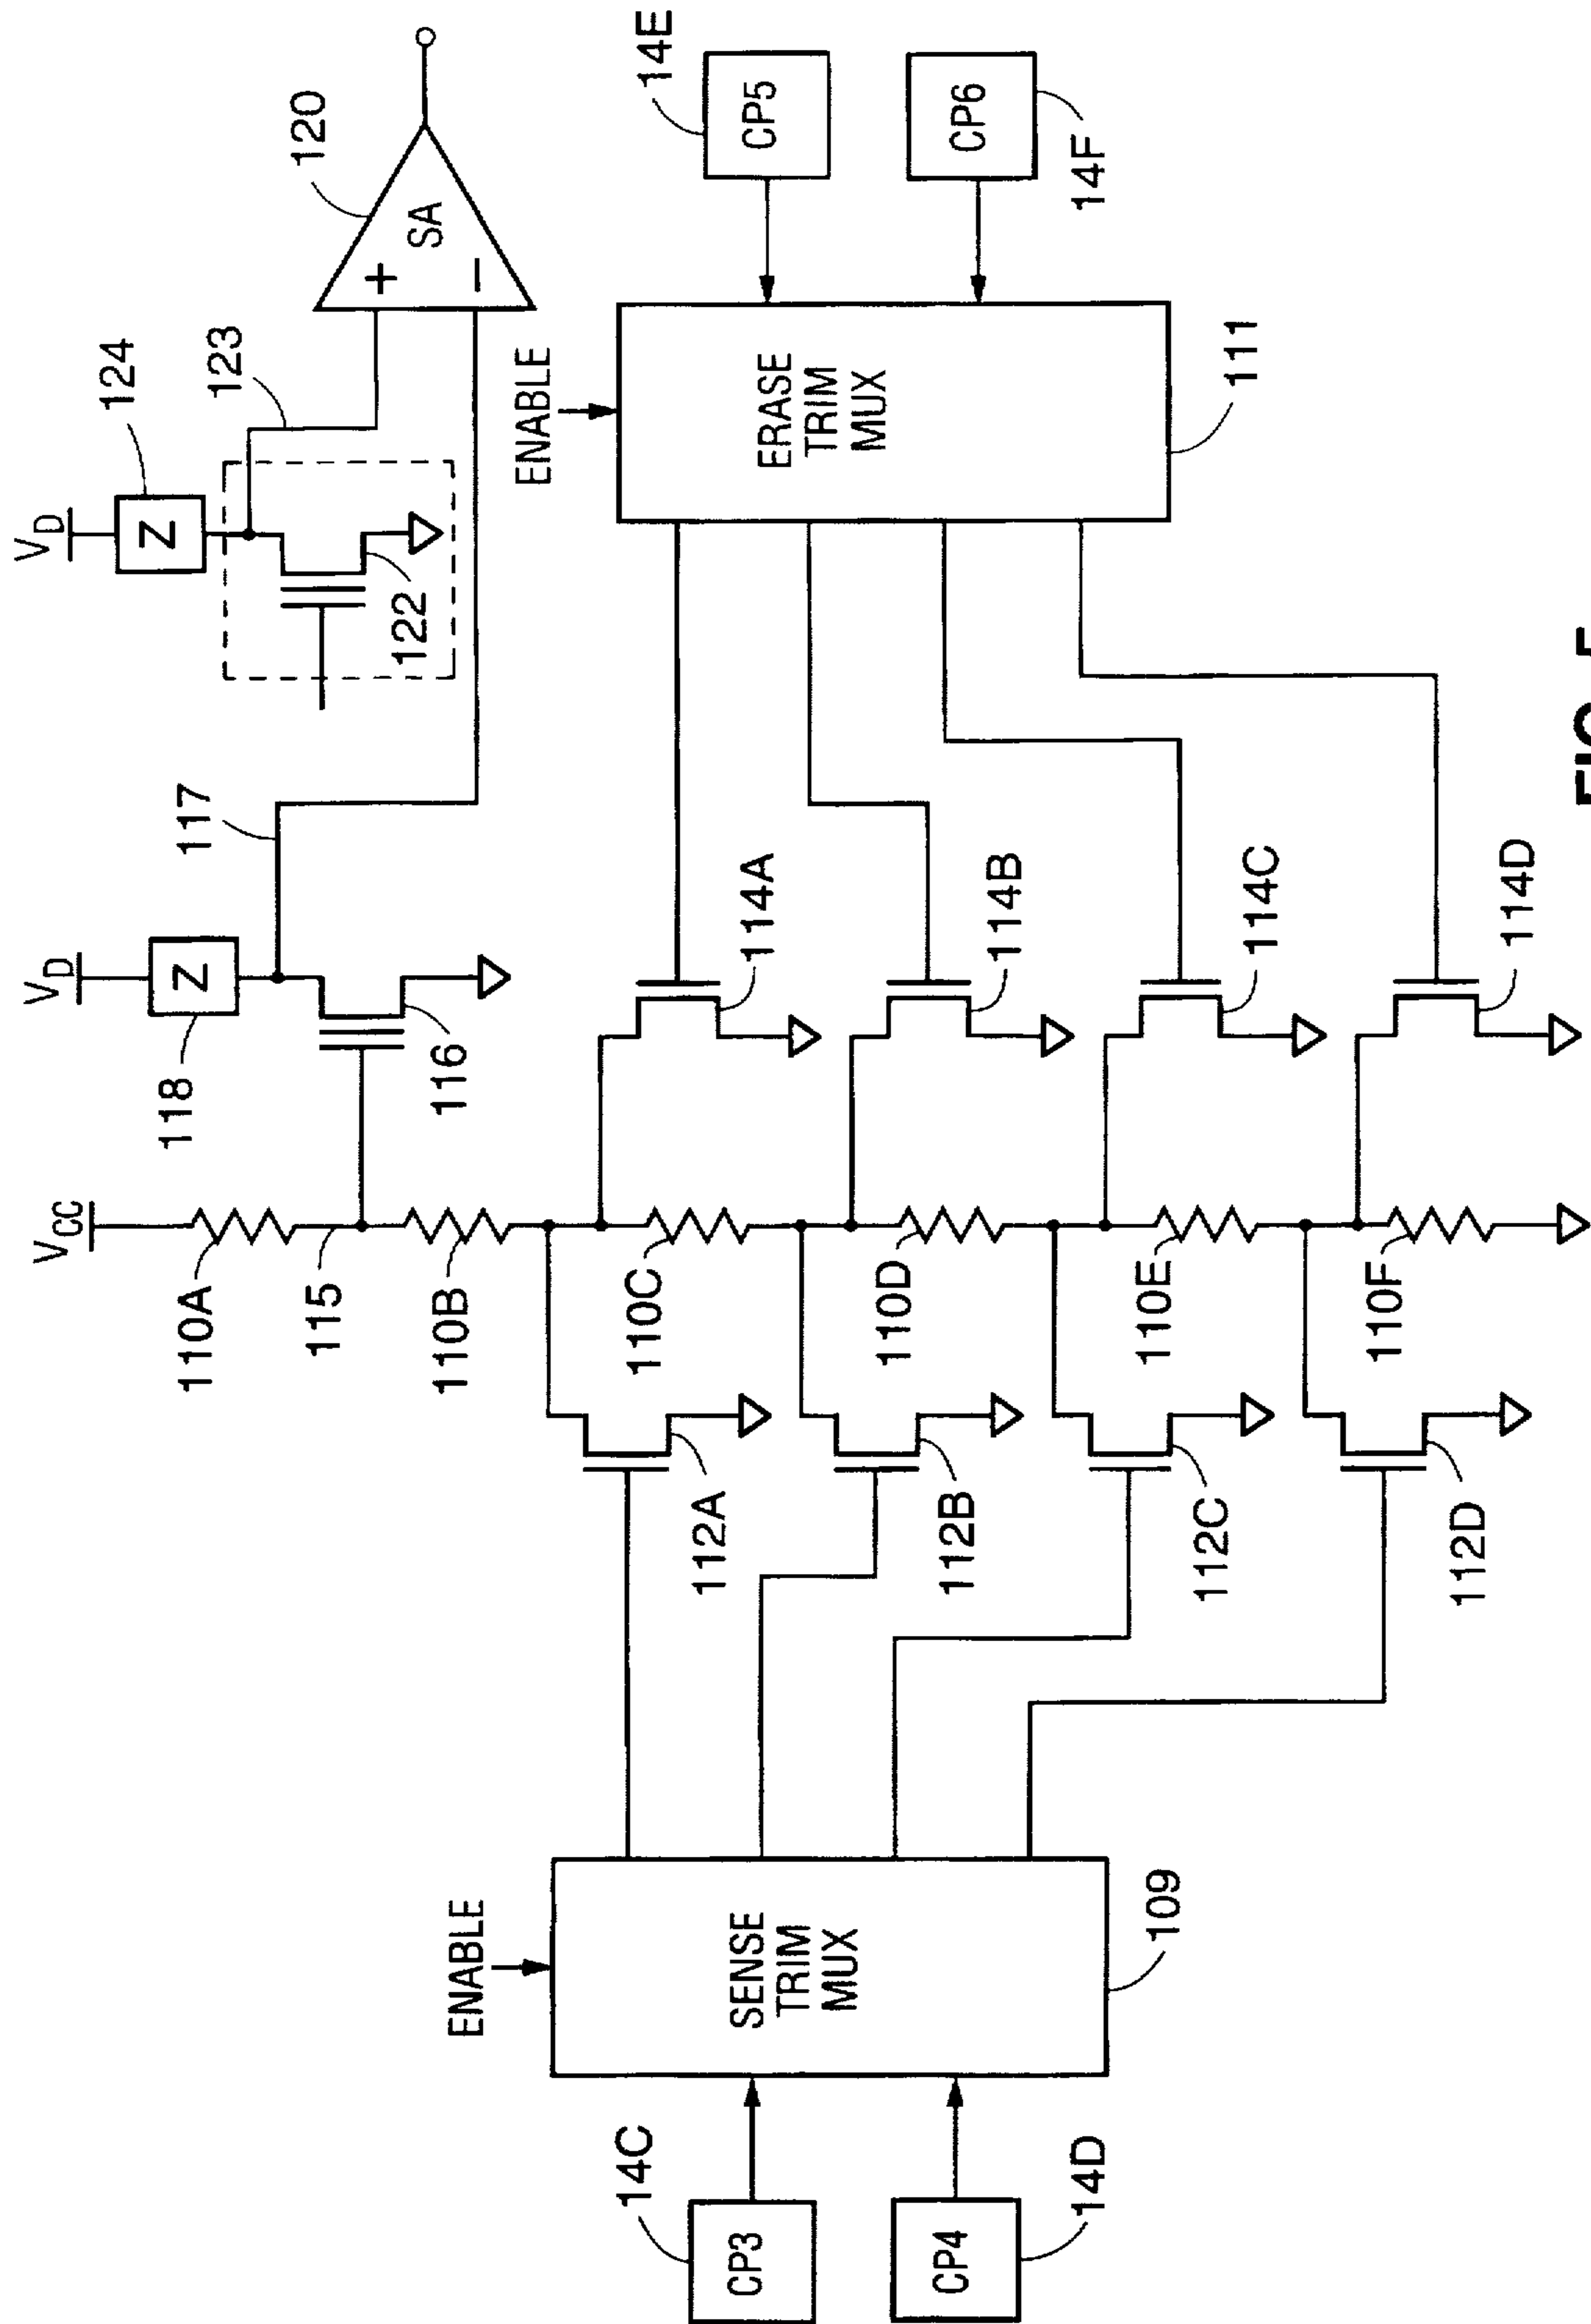 V_CC
V_D
V_D
110A
115
118
Z
117
124
Z
123
120
+
SA
−
116
122
110B
ENABLE
ENABLE
14C
CP3
SENSE
TRIM
MUX
112A
110C
114A
ERASE
TRIM
MUX
CP5
14E
112B
110D
114B
CP4
14D
109
112C
110E
114C
111
CP6
14F
112D
110F
114D